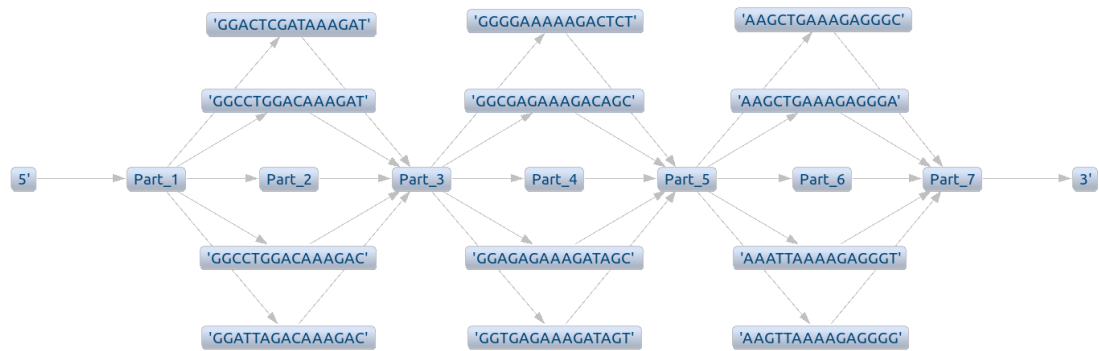 'GGACTCGATAAAGAT' 'GGGGAAAAAGACTCT' 'AAGCTGAAAGAGGGC'
'GGCCTGGACAAAGAT' 'GGCGAGAAAGACAGC' 'AAGCTGAAAGAGGGA'
5' Part_1 Part_2 Part_3 Part_4 Part_5 Part_6 Part_7 3'
'GGCCTGGACAAAGAC' 'GGAGAGAAAGATAGC' 'AAATTAAAAGAGGGT'
'GGATTAGACAAAGAC' 'GGTGAGAAAGATAGT' 'AAGTTAAAAGAGGGG'